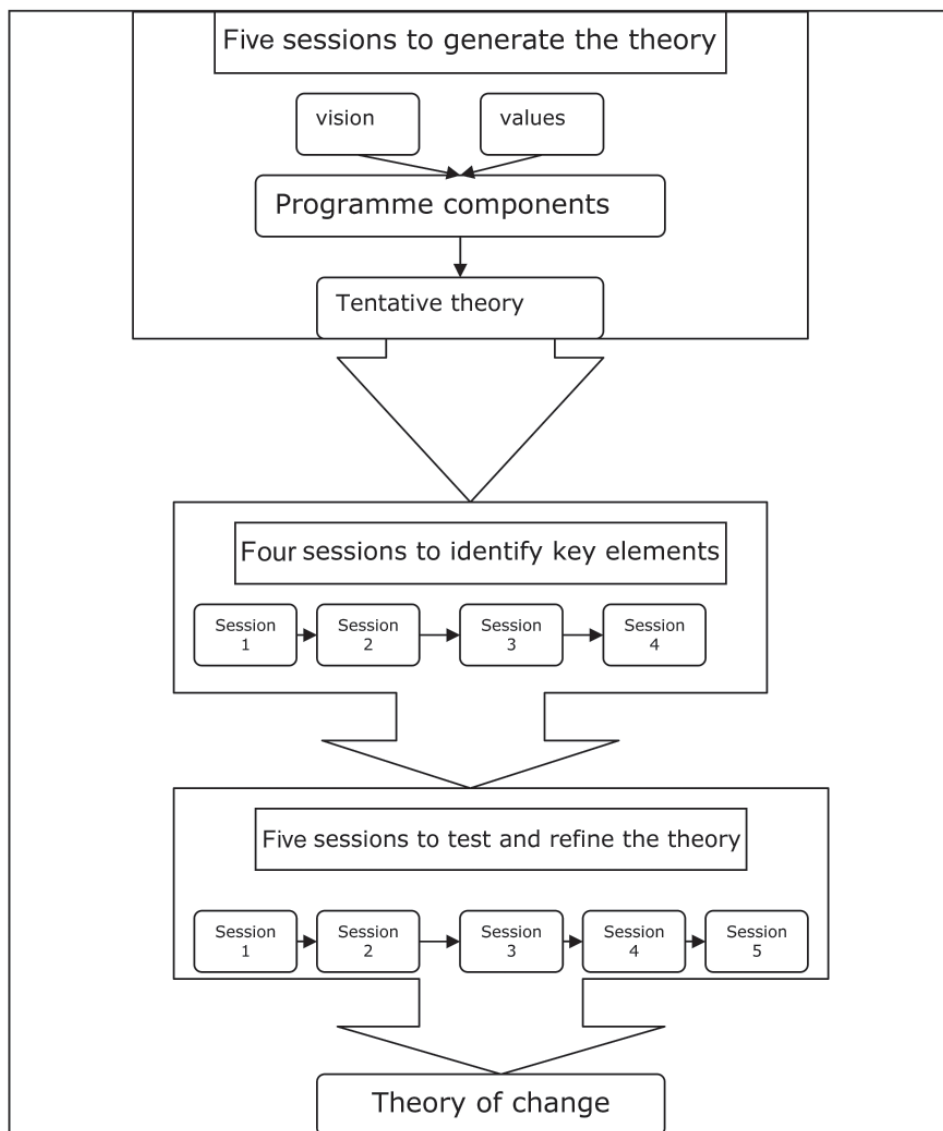 Five sessions to generate the theory
vision
values
Programme components
Tentative theory
Four sessions to identify key elements
Session
1
Session
2
Session
3
Session
4
Five sessions to test and refine the theory
Session
1
Session
2
Session
3
Session
4
Session
5
Theory of change